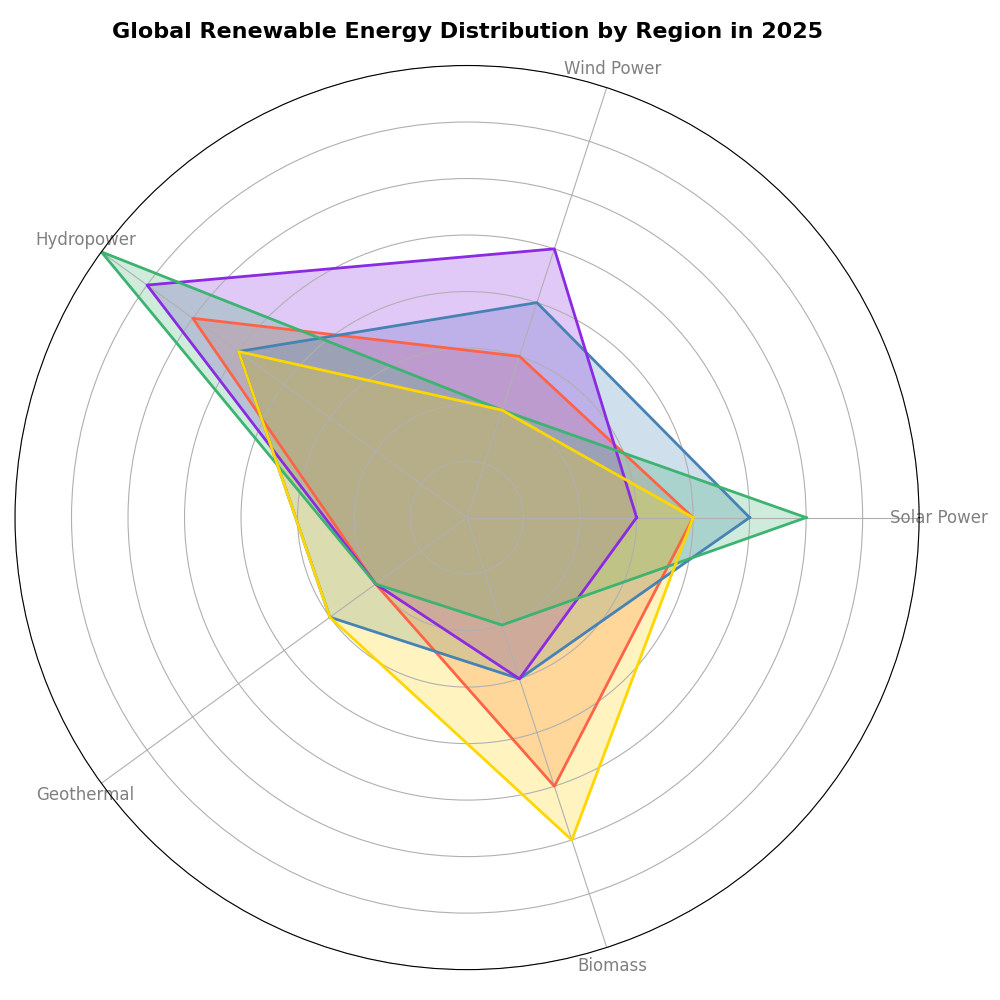 Global Renewable Energy Distribution by Region in 2025
Wind Power
Hydropower
Solar Power
Geothermal
Biomass